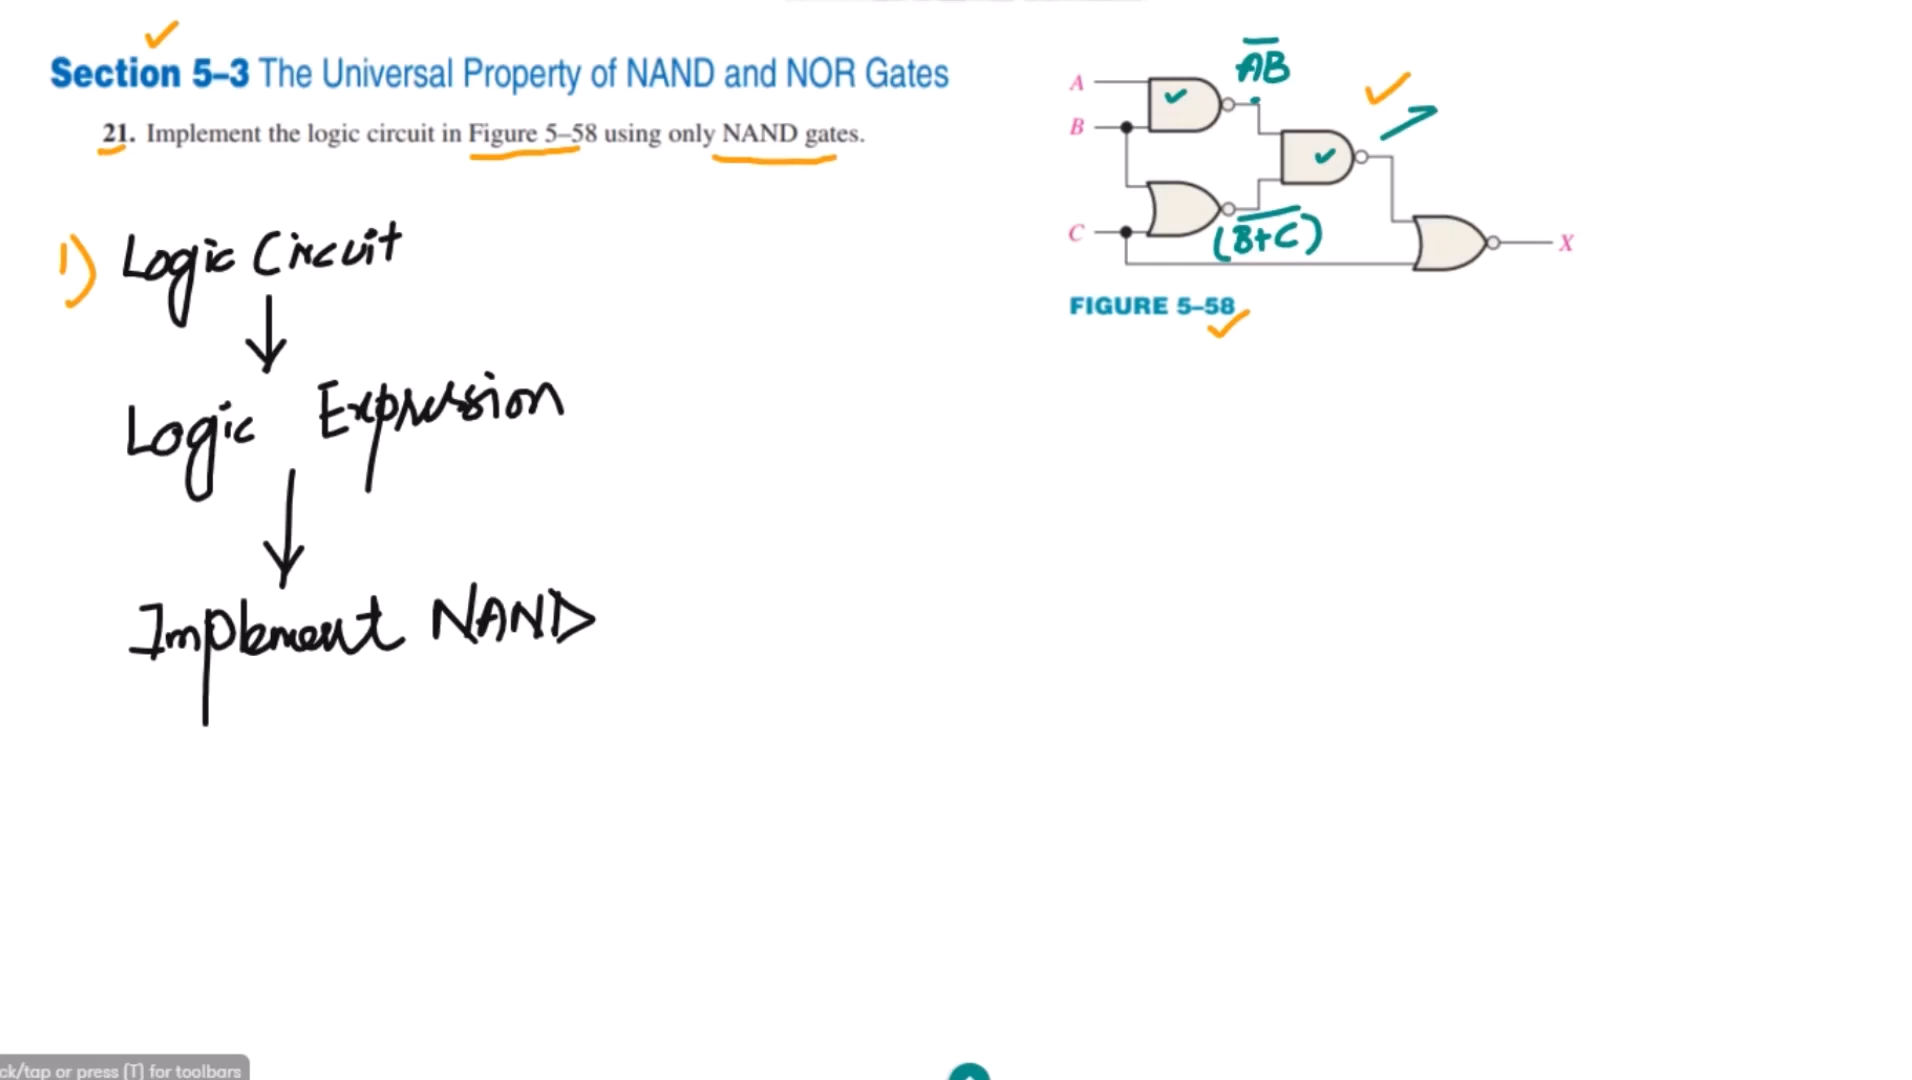 Section 5–3 The Universal Property of NAND and NOR Gates
21. Implement the logic circuit in Figure 5–58 using only NAND gates.
1) Logic Circuit
Logic Expression
Implement NAND
A
B
C
A̅B̅
(B̅+̅C̅)
X
FIGURE 5–58
ck/tap or press [T] for toolbars